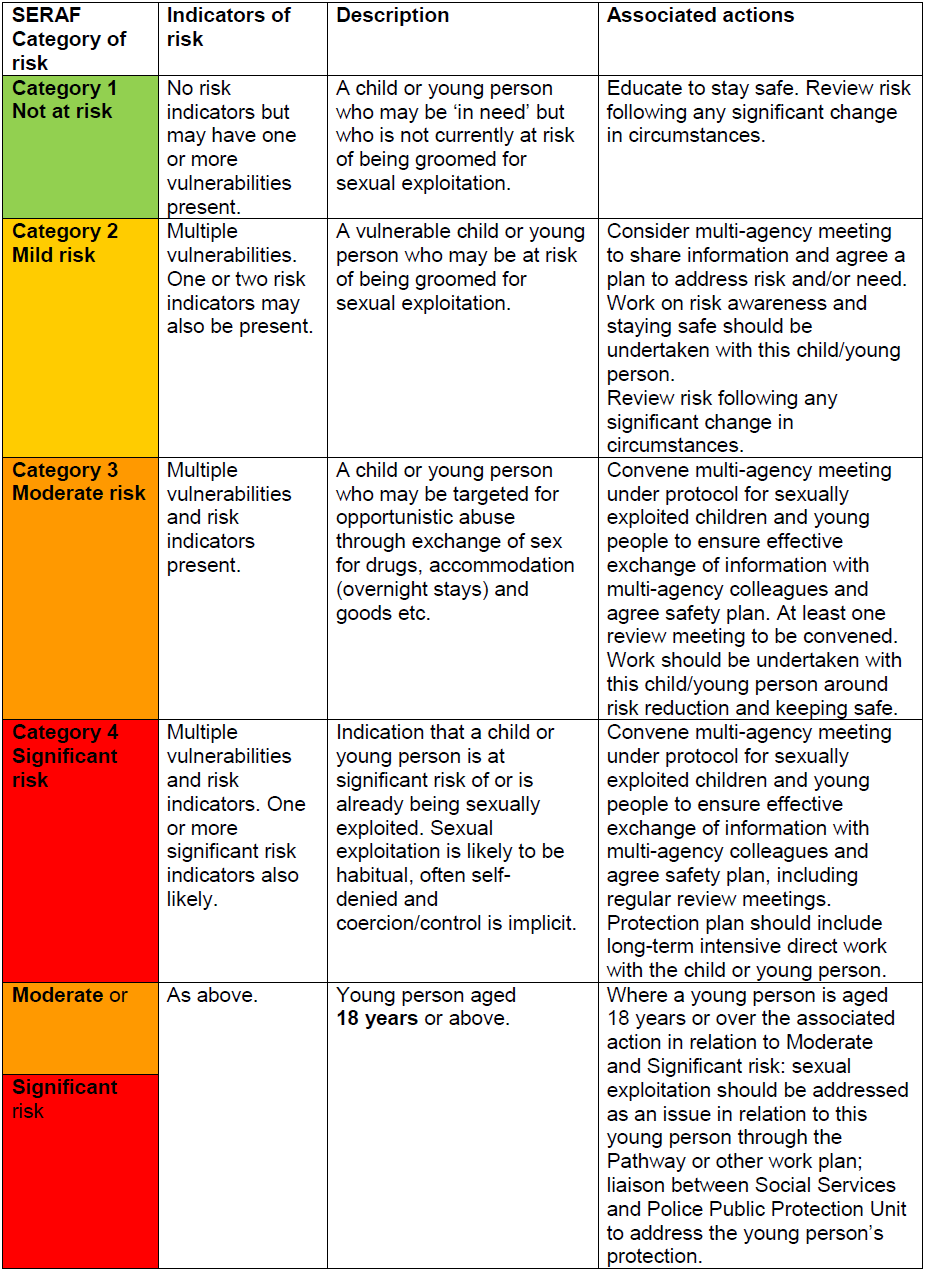 SERAF
Category of
risk
Indicators of
risk
Description
Associated actions
Category 1
Not at risk
No risk
indicators but
may have one
or more
vulnerabilities
present.
A child or young person
who may be ‘in need’ but
who is not currently at risk
of being groomed for
sexual exploitation.
Educate to stay safe. Review risk
following any significant change
in circumstances.
Category 2
Mild risk
Multiple
vulnerabilities.
One or two risk
indicators may
also be present.
A vulnerable child or young
person who may be at risk
of being groomed for
sexual exploitation.
Consider multi-agency meeting
to share information and agree a
plan to address risk and/or need.
Work on risk awareness and
staying safe should be
undertaken with this child/young
person.
Review risk following any
significant change in
circumstances.
Category 3
Moderate risk
Multiple
vulnerabilities
and risk
indicators
present.
A child or young person
who may be targeted for
opportunistic abuse
through exchange of sex
for drugs, accommodation
(overnight stays) and
goods etc.
Convene multi-agency meeting
under protocol for sexually
exploited children and young
people to ensure effective
exchange of information with
multi-agency colleagues and
agree safety plan. At least one
review meeting to be convened.
Work should be undertaken with
this child/young person around
risk reduction and keeping safe.
Category 4
Significant
risk
Multiple
vulnerabilities
and risk
indicators. One
or more
significant risk
indicators also
likely.
Indication that a child or
young person is at
significant risk of or is
already being sexually
exploited. Sexual
exploitation is likely to be
habitual, often self-
denied and
coercion/control is implicit.
Convene multi-agency meeting
under protocol for sexually
exploited children and young
people to ensure effective
exchange of information with
multi-agency colleagues and
agree safety plan, including
regular review meetings.
Protection plan should include
long-term intensive direct work
with the child or young person.
Moderate or
Significant
risk
As above.
Young person aged
18 years or above.
Where a young person is aged
18 years or over the associated
action in relation to Moderate
and Significant risk: sexual
exploitation should be addressed
as an issue in relation to this
young person through the
Pathway or other work plan;
liaison between Social Services
and Police Public Protection Unit
to address the young person’s
protection.